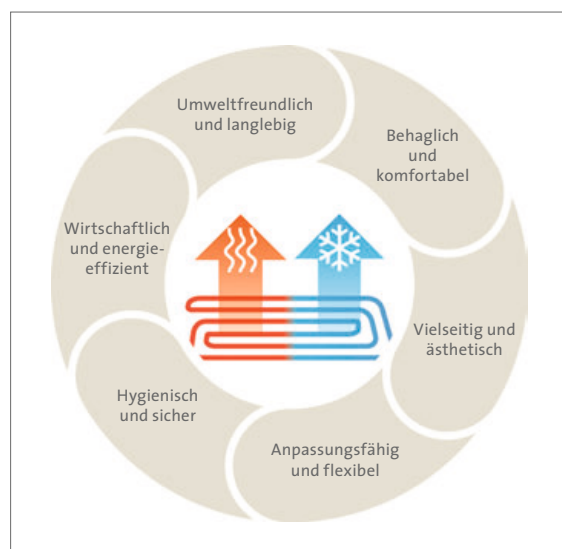 Umweltfreundlich
und langlebig
Behaglich
und
komfortabel
Vielseitig und
ästhetisch
Anpassungsfähig
und flexibel
Hygienisch
und sicher
Wirtschaftlich
und energie-
effizient